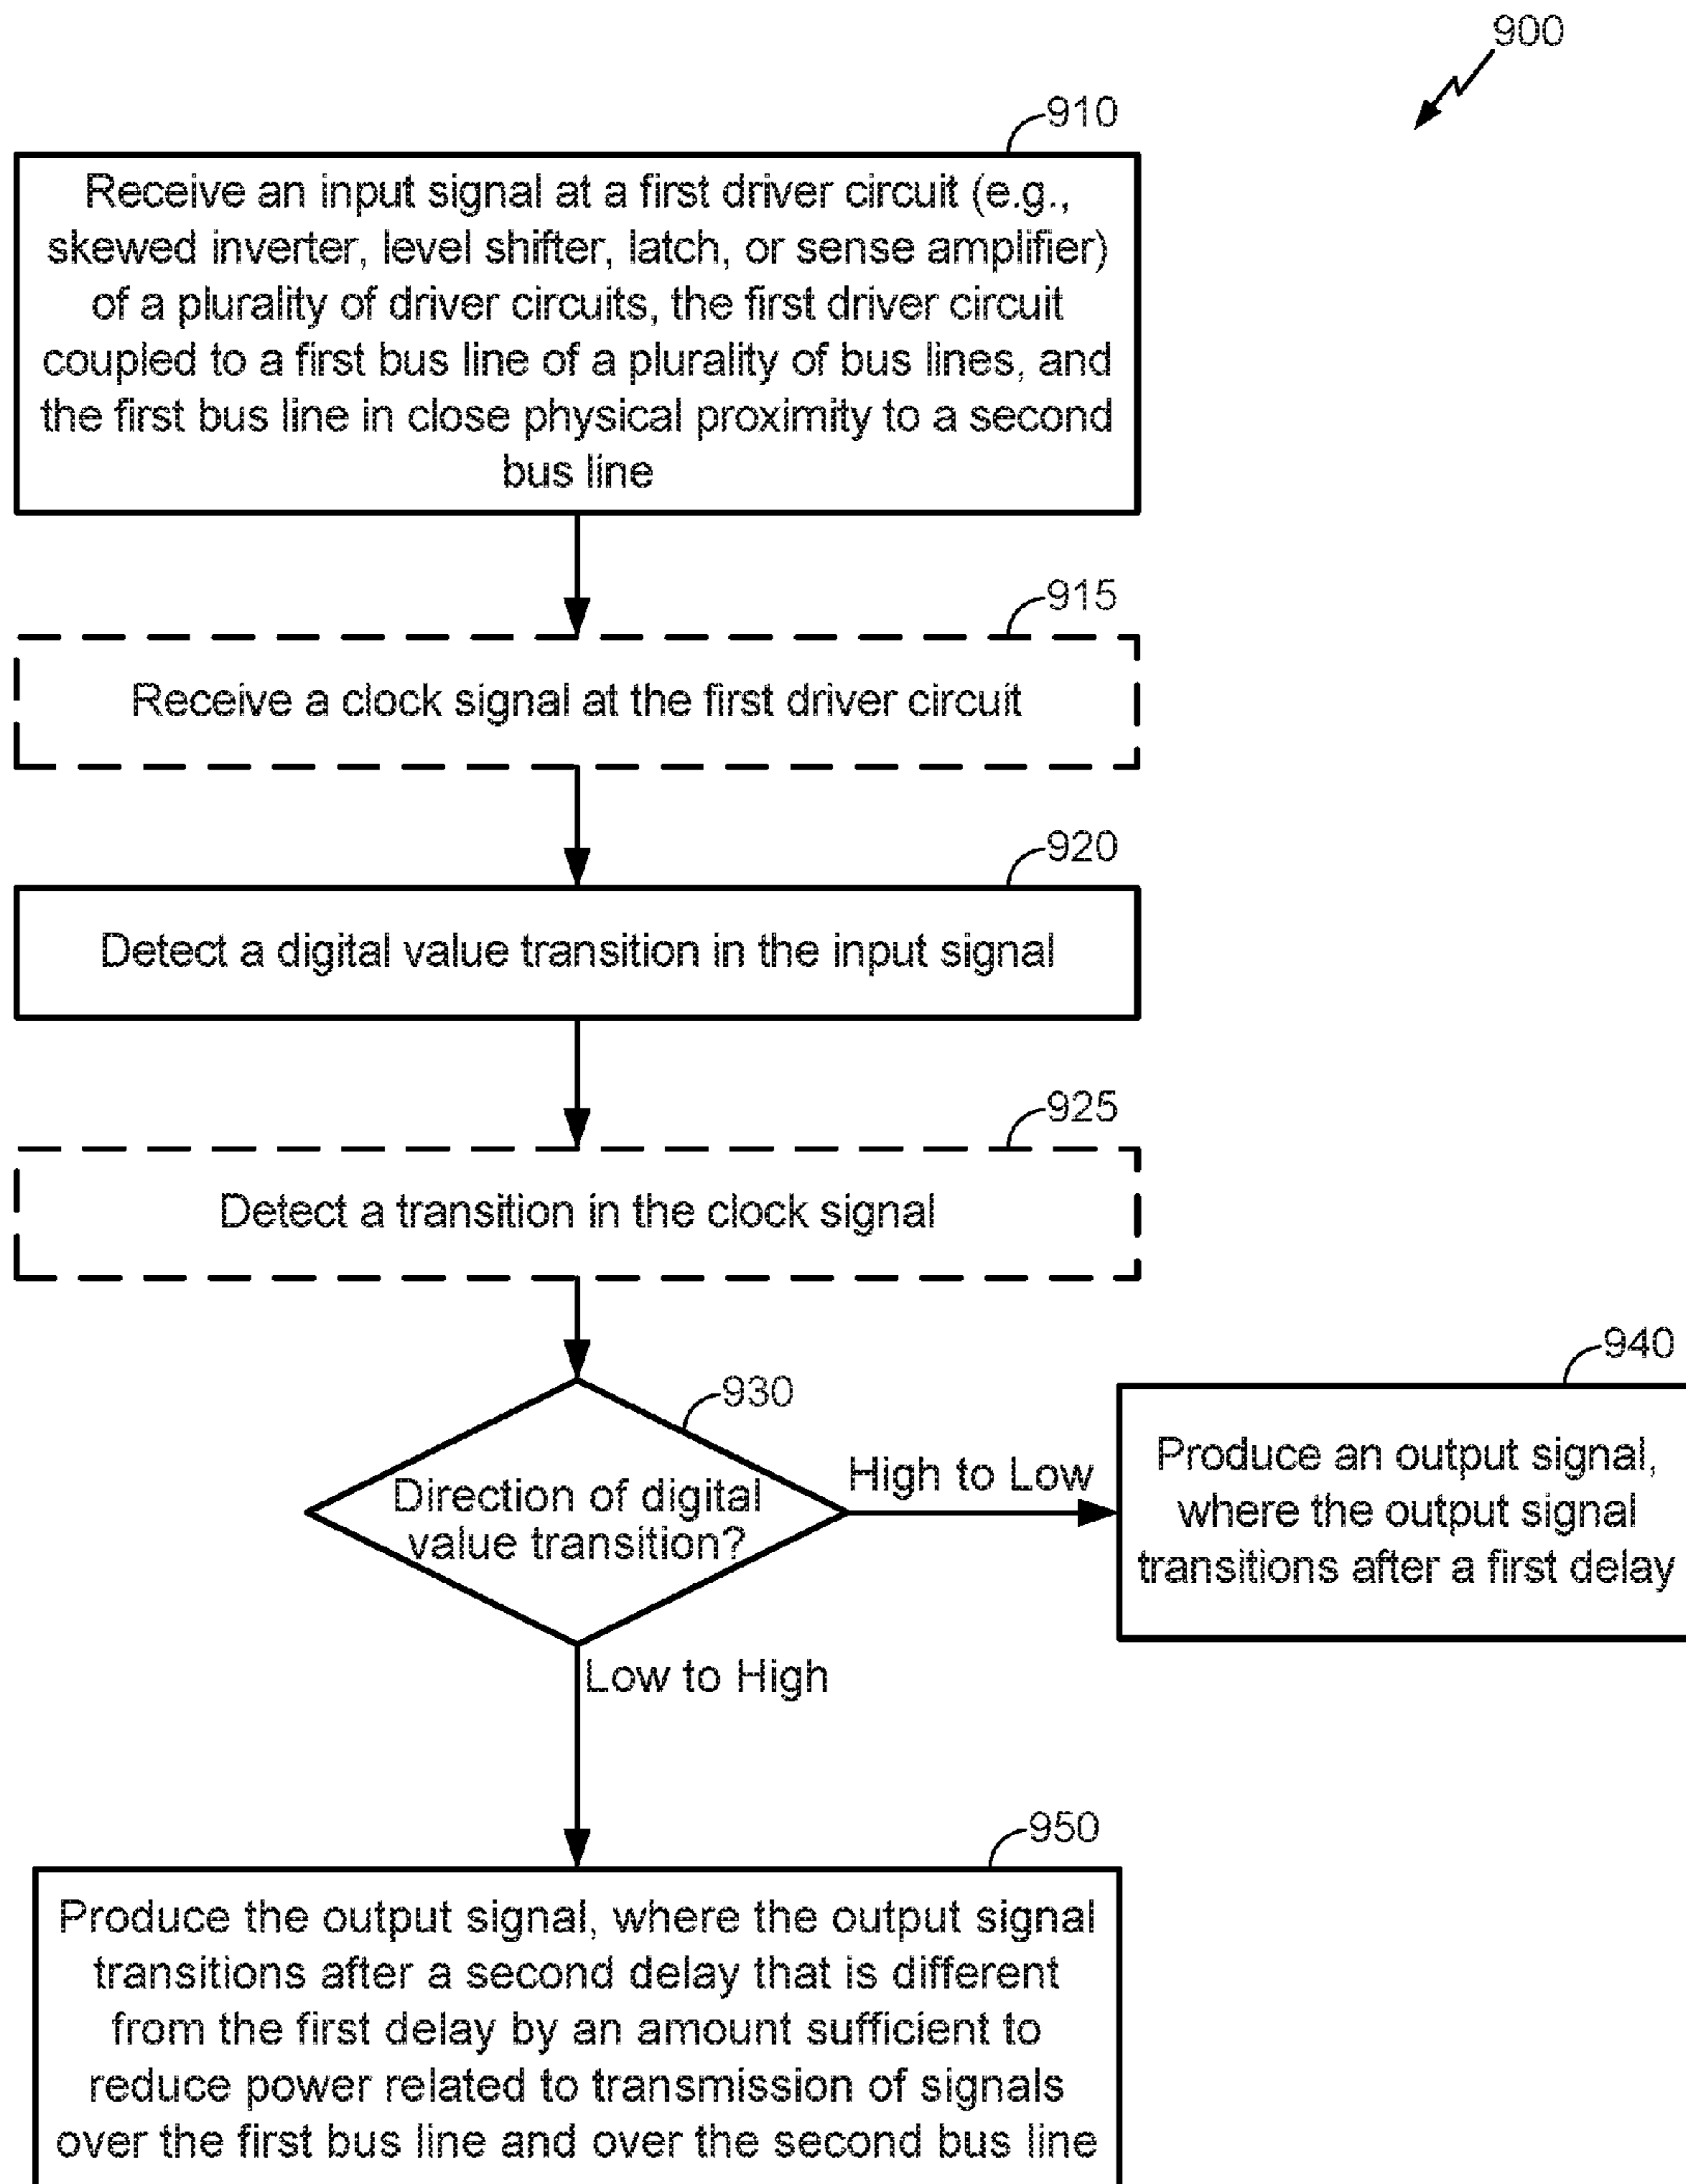 900
910
Receive an input signal at a first driver circuit (e.g.,
skewed inverter, level shifter, latch, or sense amplifier)
of a plurality of driver circuits, the first driver circuit
coupled to a first bus line of a plurality of bus lines, and
the first bus line in close physical proximity to a second
bus line
915
Receive a clock signal at the first driver circuit
920
Detect a digital value transition in the input signal
925
Detect a transition in the clock signal
930
Direction of digital
value transition?
High to Low
940
Produce an output signal,
where the output signal
transitions after a first delay
Low to High
950
Produce the output signal, where the output signal
transitions after a second delay that is different
from the first delay by an amount sufficient to
reduce power related to transmission of signals
over the first bus line and over the second bus line